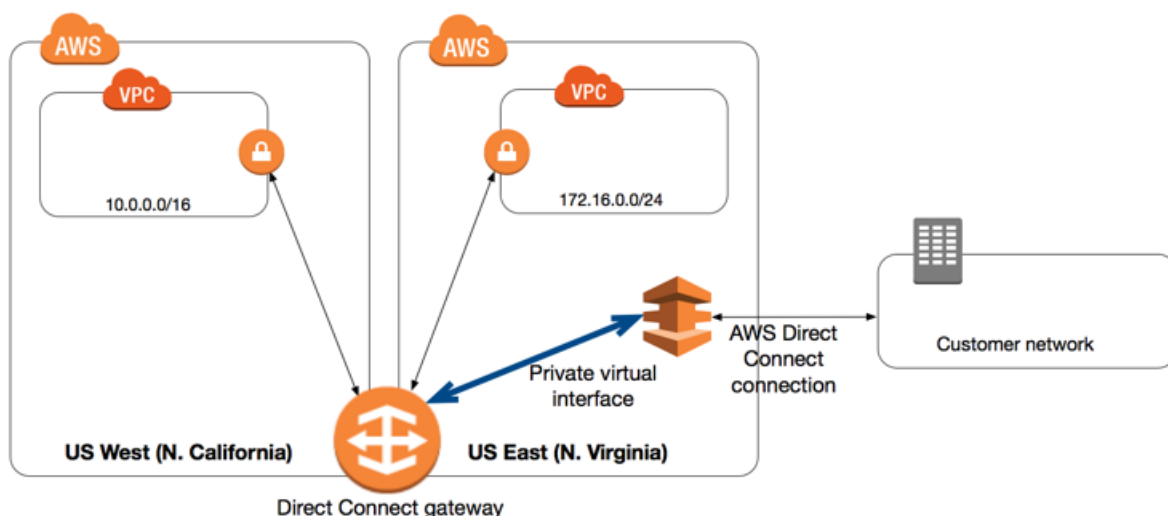 AWS
AWS
VPC
VPC
10.0.0.0/16
172.16.0.0/24
AWS Direct
Connect
connection
Customer network
Private virtual
interface
US West (N. California)
US East (N. Virginia)
Direct Connect gateway